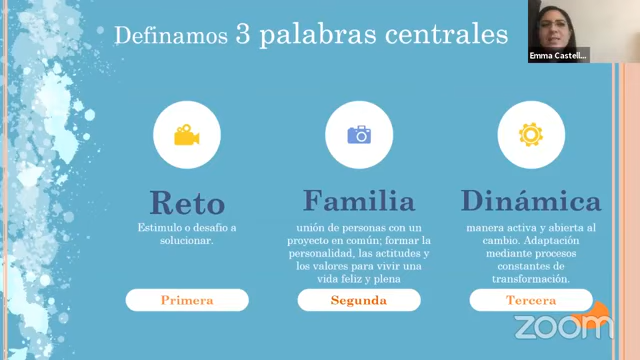 Definamos 3 palabras centrales
Emma Castell...
Reto
Estimulo o desafio a
solucionar.
Primera
Familia
unión de personas con un
proyecto en común; formar la
personalidad, las actitudes y
los valores para vivir una
vida feliz y plena
Segunda
Dinámica
manera activa y abierta al
cambio. Adaptación
mediante procesos
constantes de
transformación.
Tercera
zoom